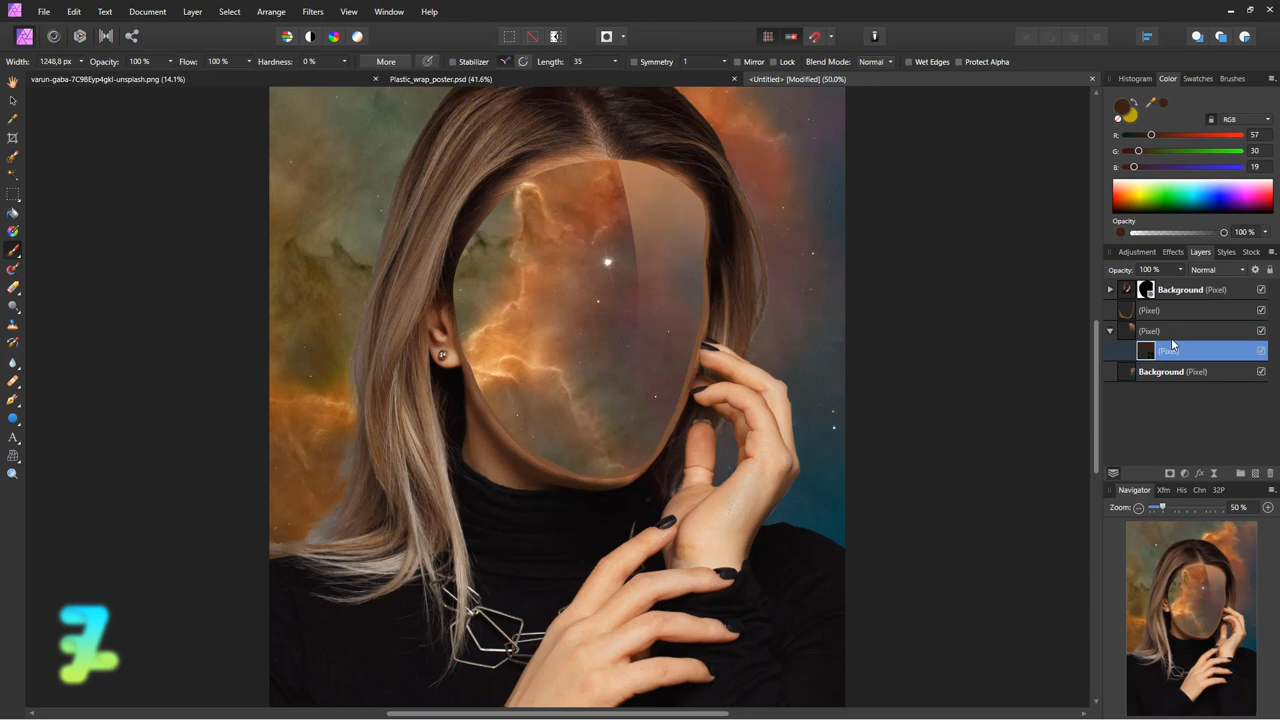 File Edit Text Document Layer Select Arrange Filters View Window Help
Width: 1248,8 px Opacity: 100 % Flow: 100 % Hardness: 0 % More Stabilizer Length: 35 Symmetry 1 Mirror Lock Blend Mode: Normal Wet Edges Protect Alpha
varun-gaba-7C9BEyp4gkI-unsplash.png (14.1%) Plastic_wrap_poster.psd (41.6%) <Untitled> [Modified] (50.0%)
Histogram Color Swatches Brushes
RGB
R: 57
G: 30
B: 19
Opacity
100 %
Adjustment Effects Layers Styles Stock
Opacity: 100 % Normal
Background (Pixel)
(Pixel)
(Pixel)
(Pixel)
Background (Pixel)
Navigator Xfm His Chn 32P
Zoom: 50 %